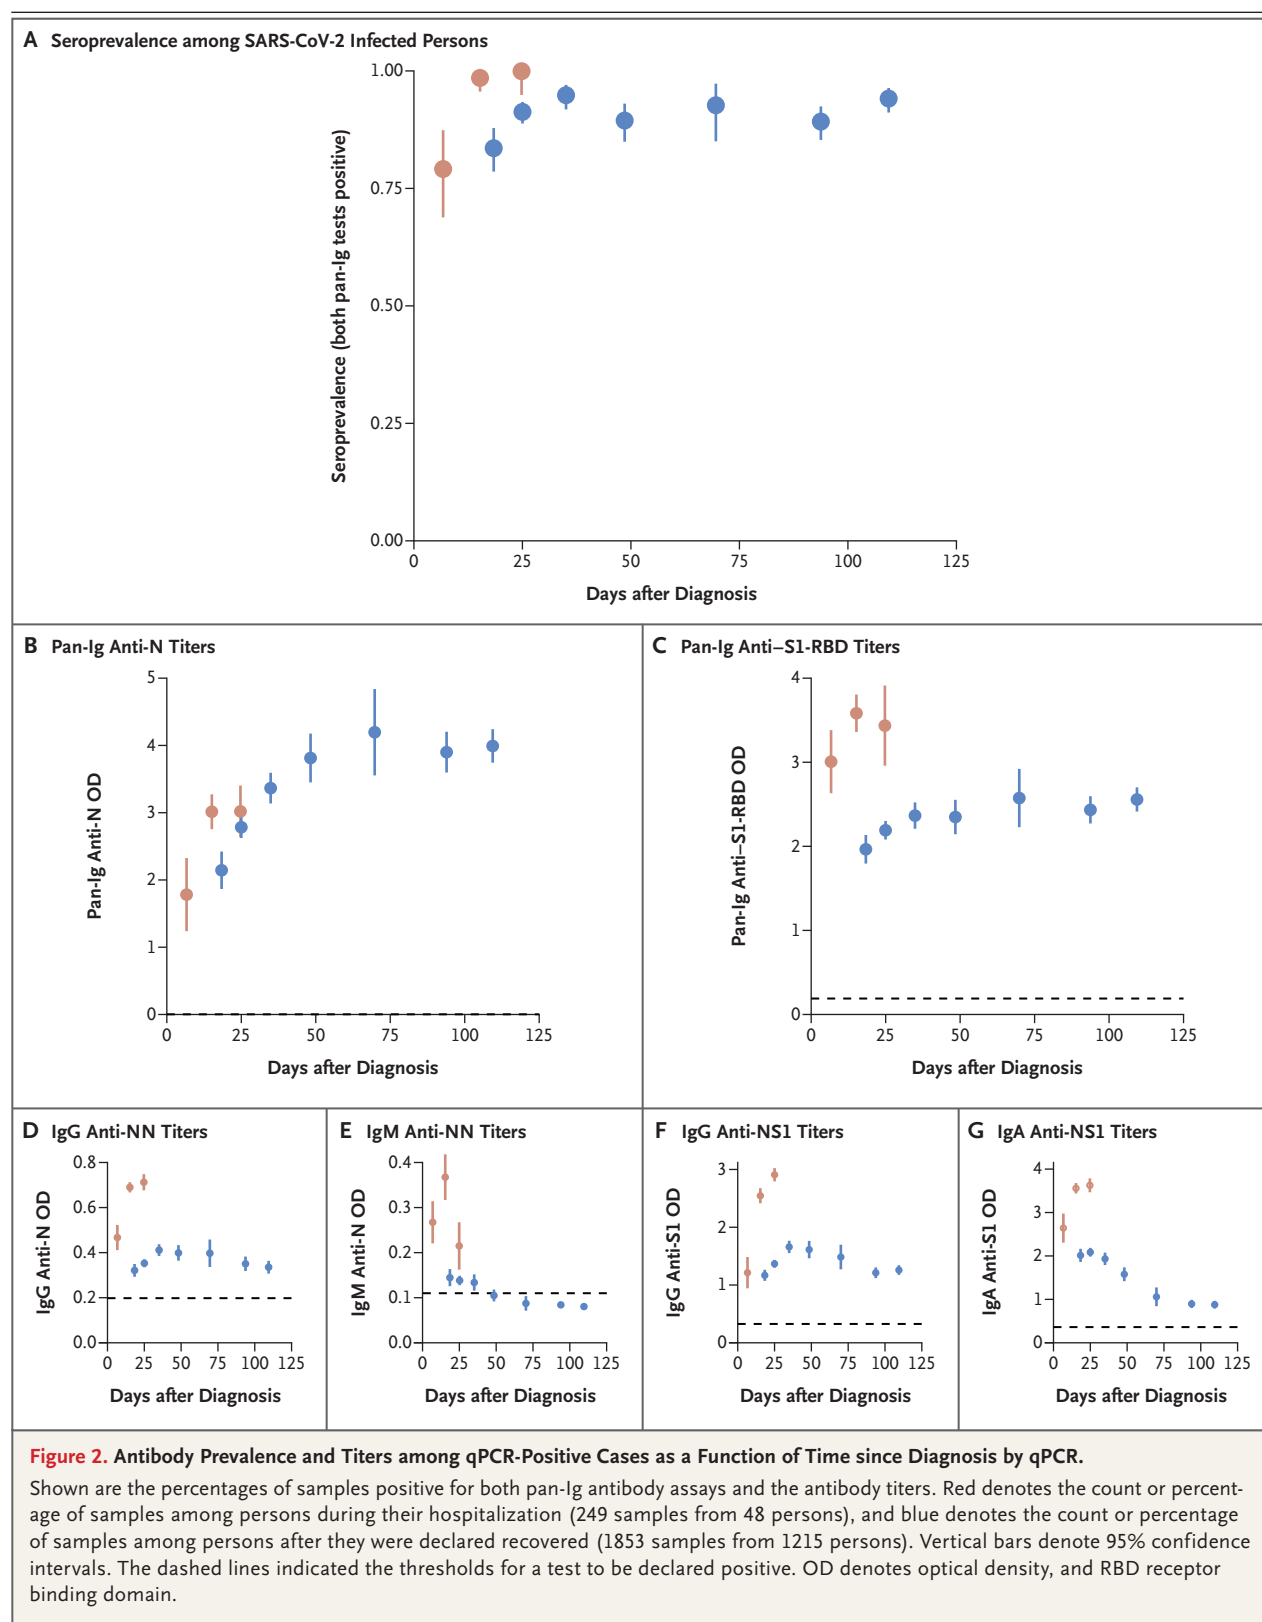 A Seroprevalence among SARS-CoV-2 Infected Persons
Seroprevalence (both pan-Ig tests positive)
1.00
0.75
0.50
0.25
0.00
0 25 50 75 100 125
Days after Diagnosis
B Pan-Ig Anti-N Titers
Pan-Ig Anti-N OD
5
4
3
2
1
0
0 25 50 75 100 125
Days after Diagnosis
C Pan-Ig Anti–S1-RBD Titers
Pan-Ig Anti–S1-RBD OD
4
3
2
1
0
0 25 50 75 100 125
Days after Diagnosis
D IgG Anti-NN Titers
IgG Anti-N OD
0.8
0.6
0.4
0.2
0.0
0 25 50 75 100 125
Days after Diagnosis
E IgM Anti-NN Titers
IgM Anti-N OD
0.4
0.3
0.2
0.1
0.0
0 25 50 75 100 125
Days after Diagnosis
F IgG Anti-NS1 Titers
IgG Anti-S1 OD
3
2
1
0
0 25 50 75 100 125
Days after Diagnosis
G IgA Anti-NS1 Titers
IgA Anti-S1 OD
4
3
2
1
0
0 25 50 75 100 125
Days after Diagnosis
Figure 2. Antibody Prevalence and Titers among qPCR-Positive Cases as a Function of Time since Diagnosis by qPCR.
Shown are the percentages of samples positive for both pan-Ig antibody assays and the antibody titers. Red denotes the count or percent-
age of samples among persons during their hospitalization (249 samples from 48 persons), and blue denotes the count or percentage
of samples among persons after they were declared recovered (1853 samples from 1215 persons). Vertical bars denote 95% confidence
intervals. The dashed lines indicated the thresholds for a test to be declared positive. OD denotes optical density, and RBD receptor
binding domain.